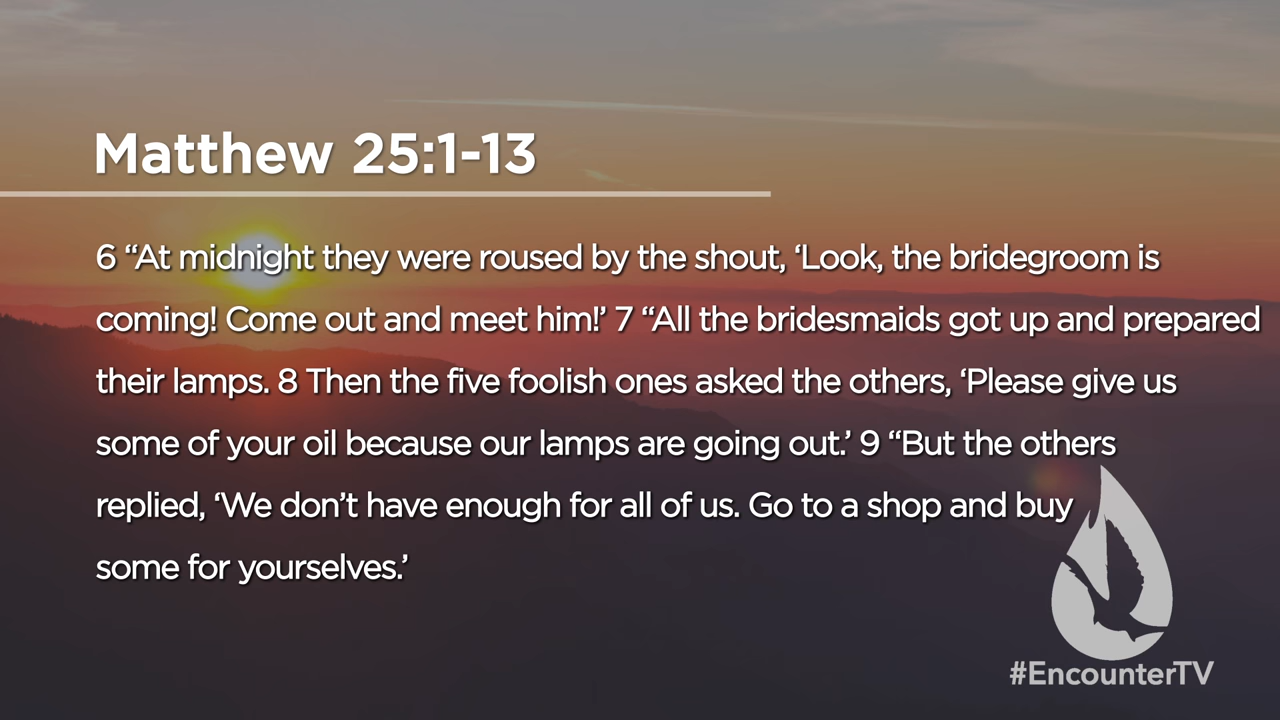 Matthew 25:1-13
6 “At midnight they were roused by the shout, ‘Look, the bridegroom is
coming! Come out and meet him!’ 7 “All the bridesmaids got up and prepared
their lamps. 8 Then the five foolish ones asked the others, ‘Please give us
some of your oil because our lamps are going out.’ 9 “But the others
replied, ‘We don’t have enough for all of us. Go to a shop and buy
some for yourselves.’
#EncounterTV